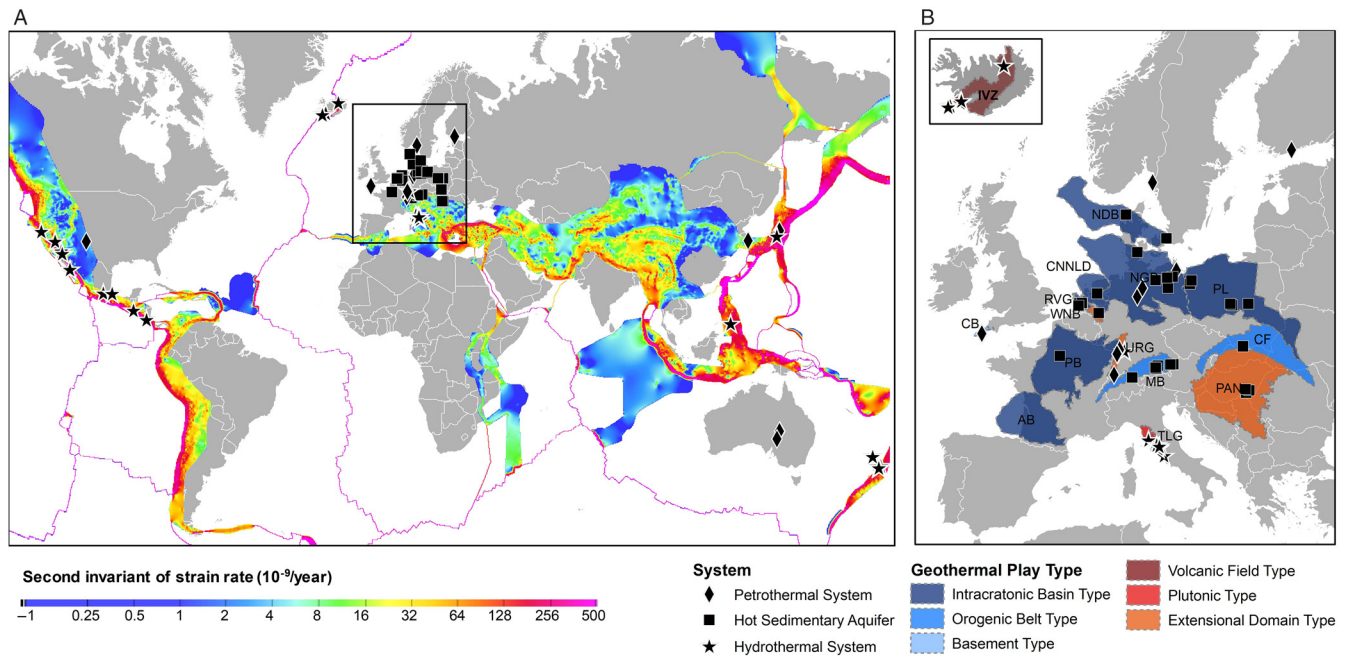 A
B
IVZ
NDB
CNNLD
NGB
PL
RVG
WNB
CB
URG
CF
PB
MB
PAN
AB
TLG
Second invariant of strain rate (10⁻⁹/year)
−1 0.25 0.5 1 2 4 8 16 32 64 128 256 500
System
Petrothermal System
Hot Sedimentary Aquifer
Hydrothermal System
Geothermal Play Type
Intracratonic Basin Type
Orogenic Belt Type
Basement Type
Volcanic Field Type
Plutonic Type
Extensional Domain Type